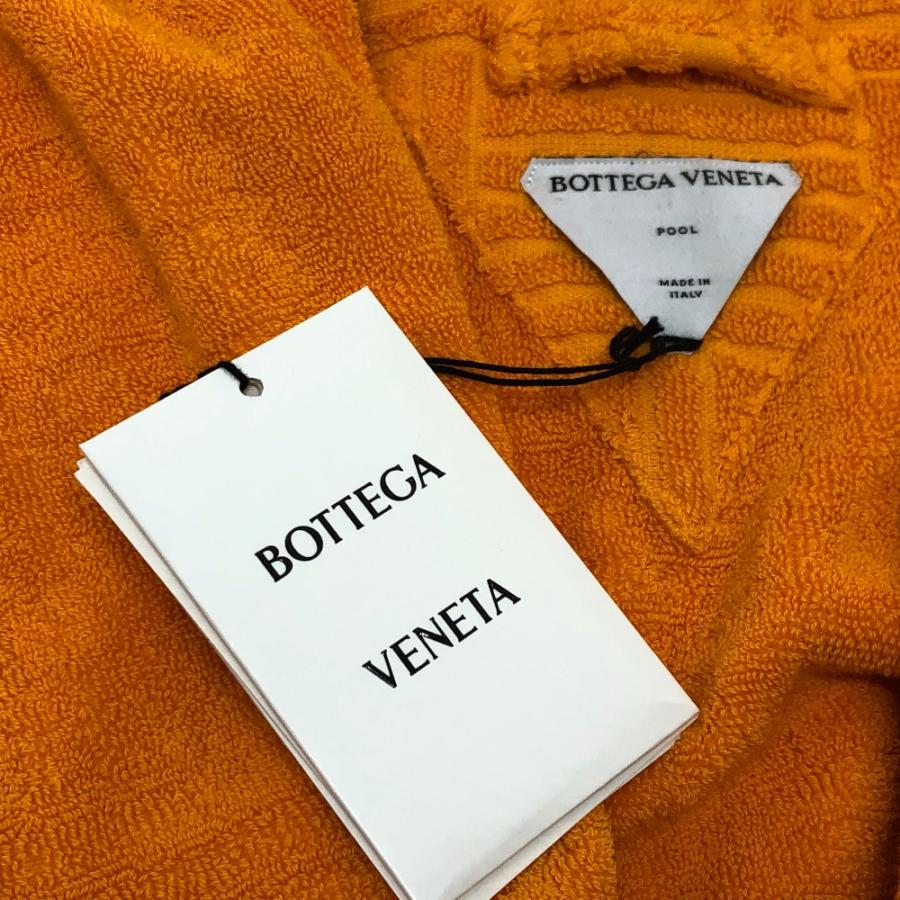 BOTTEGA VENETA
POOL
MADE IN
ITALY
BOTTEGA
VENETA